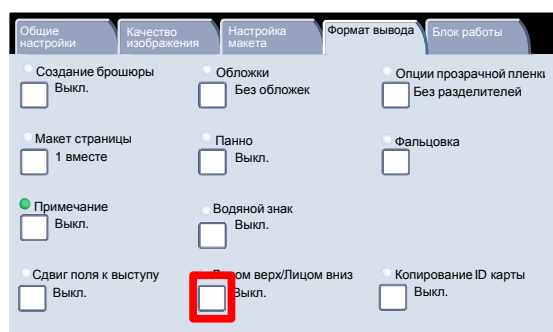 Общие
настройки
Качество
изображения
Настройка
макета
Формат вывода
Блок работы
Создание брошюры
Выкл.
Обложки
Без обложек
Опции прозрачной пленки
Без разделителей
Макет страницы
1 вместе
Панно
Выкл.
Фальцовка
Примечание
Выкл.
Водяной знак
Выкл.
Сдвиг поля к выступу
Выкл.
верх/Лицом вниз
Выкл.
Копирование ID карты
Выкл.